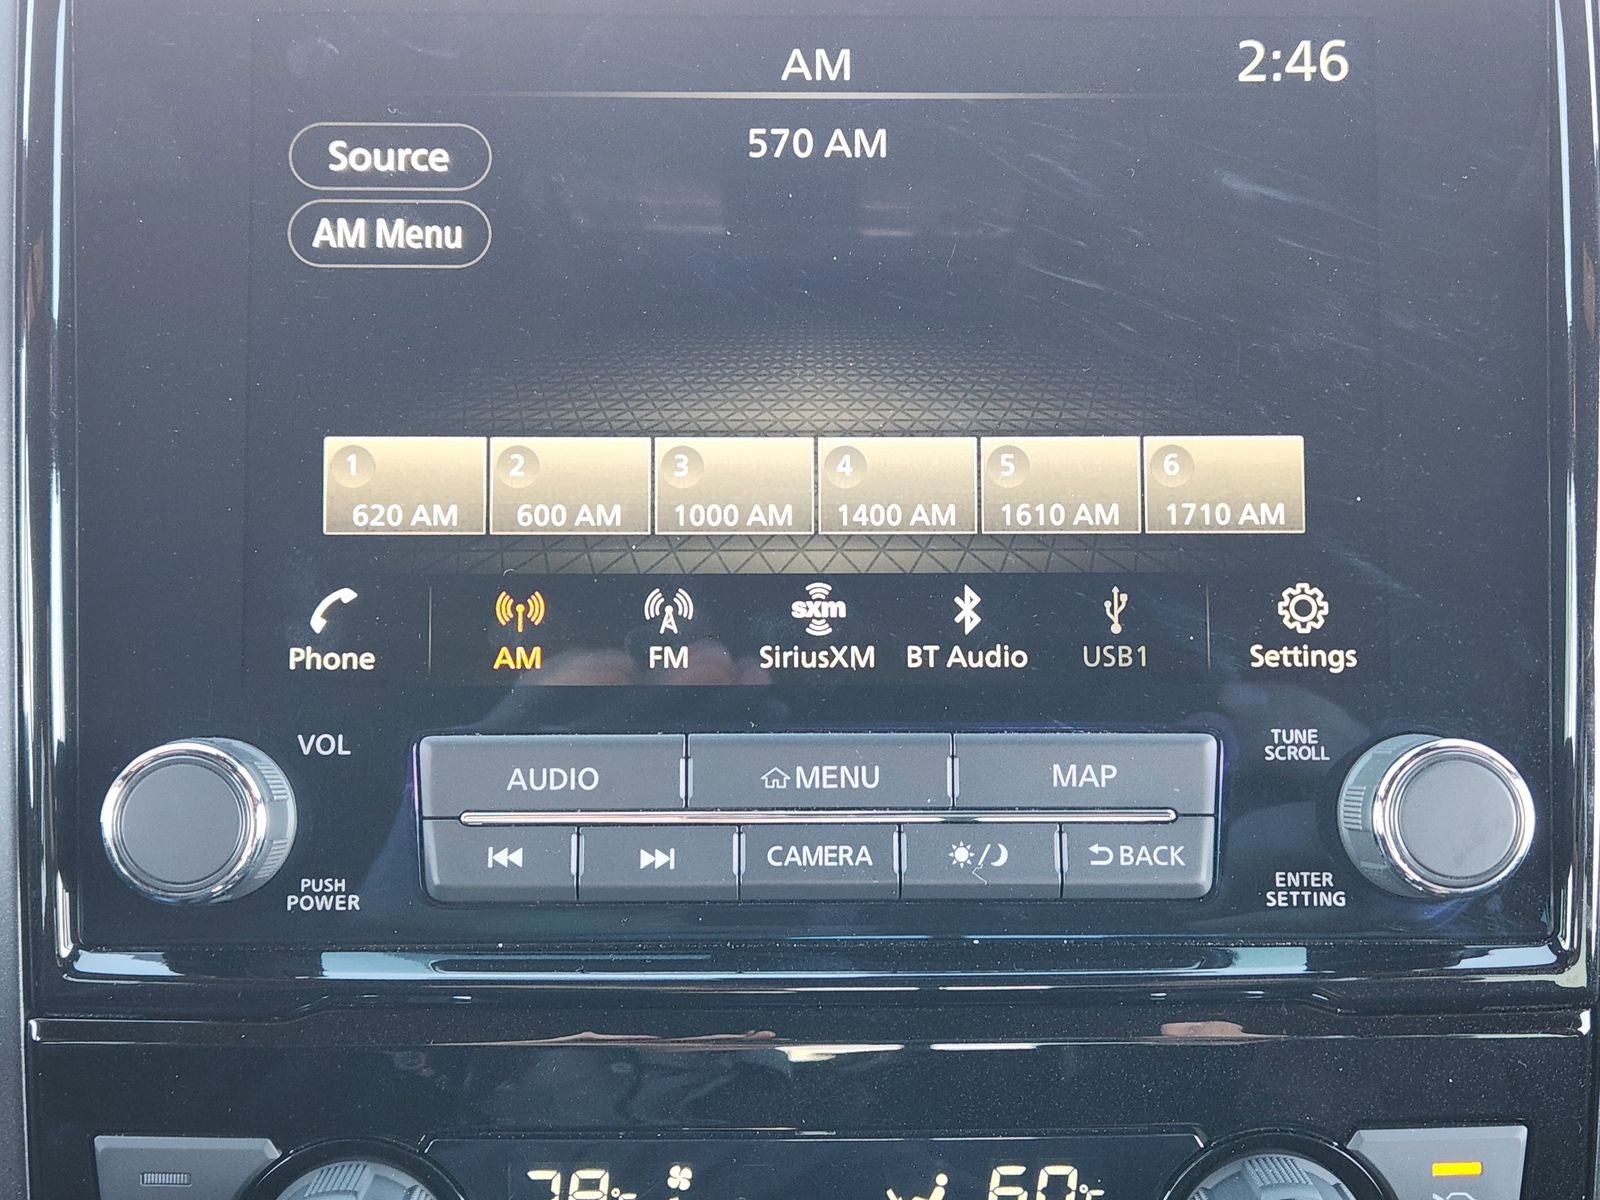 AM 2:46
570 AM
Source
AM Menu
1 2 3 4 5 6
620 AM 600 AM 1000 AM 1400 AM 1610 AM 1710 AM
sxm
Phone AM FM SiriusXM BT Audio USB1 Settings
VOL
TUNE
SCROLL
AUDIO MENU MAP
CAMERA BACK
PUSH
POWER
ENTER
SETTING
78°F 60°F